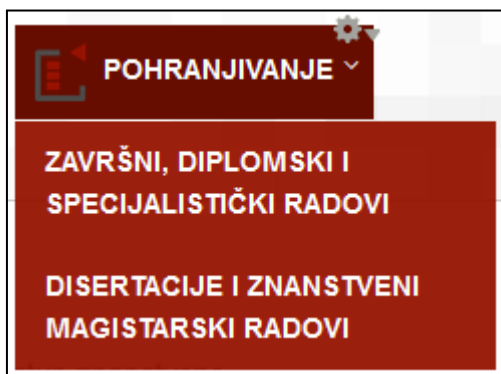 POHRANJIVANJE
ZAVRŠNI, DIPLOMSKI I
SPECIJALISTIČKI RADOVI
DISERTACIJE I ZNANSTVENI
MAGISTARSKI RADOVI